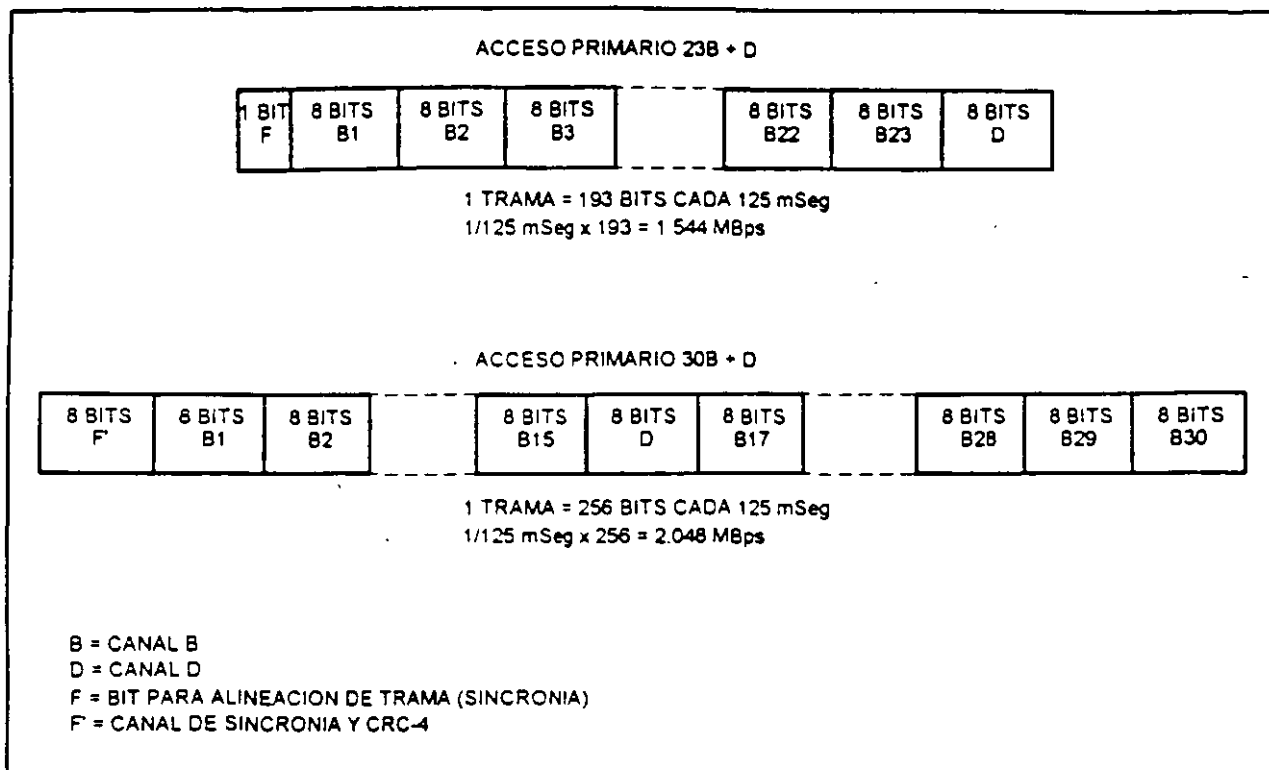 ACCESO PRIMARIO 23B + D
1 BIT F
8 BITS B1
8 BITS B2
8 BITS B3
8 BITS B22
8 BITS B23
8 BITS D
1 TRAMA = 193 BITS CADA 125 mSeg
1/125 mSeg x 193 = 1 544 MBps
ACCESO PRIMARIO 30B + D
8 BITS F'
8 BITS B1
8 BITS B2
8 BITS B15
8 BITS D
8 BITS B17
8 BITS B28
8 BITS B29
8 BITS B30
1 TRAMA = 256 BITS CADA 125 mSeg
1/125 mSeg x 256 = 2.048 MBps
B = CANAL B
D = CANAL D
F = BIT PARA ALINEACION DE TRAMA (SINCRONIA)
F' = CANAL DE SINCRONIA Y CRC-4